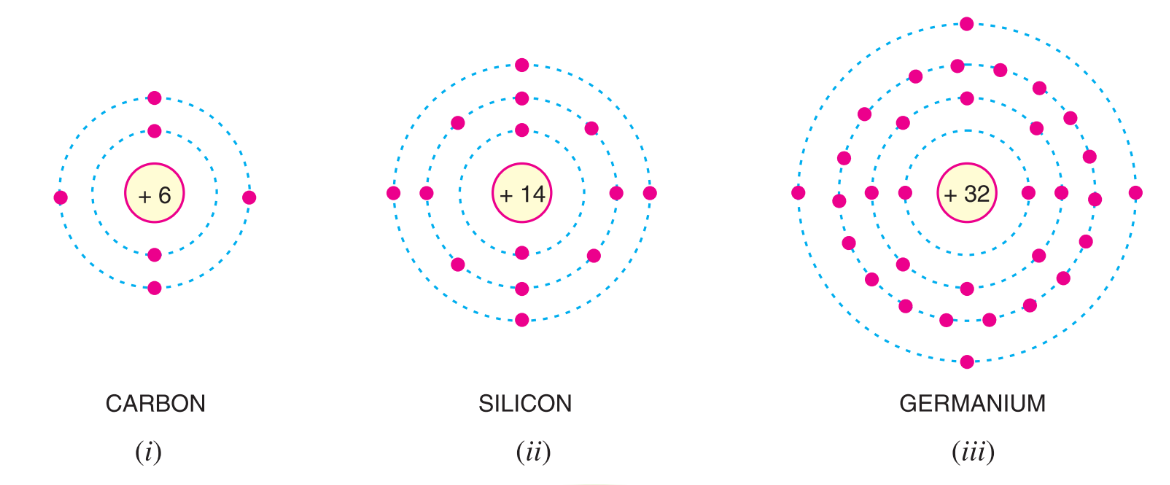 + 6 + 14 + 32
CARBON SILICON GERMANIUM
(i) (ii) (iii)